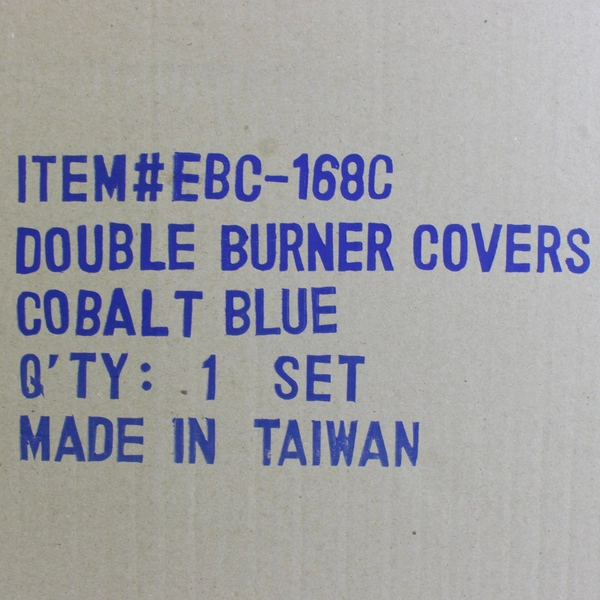 ITEM#EBC-168C
DOUBLE BURNER COVERS
COBALT BLUE
Q'TY: 1 SET
MADE IN TAIWAN